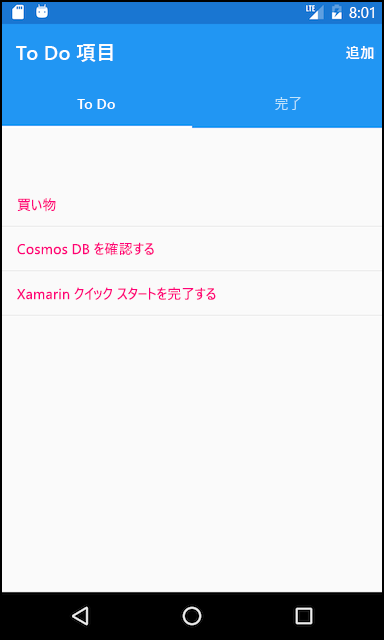 LTE 8:01
To Do 項目 追加
To Do 完了
買い物
Cosmos DB を確認する
Xamarin クイック スタートを完了する